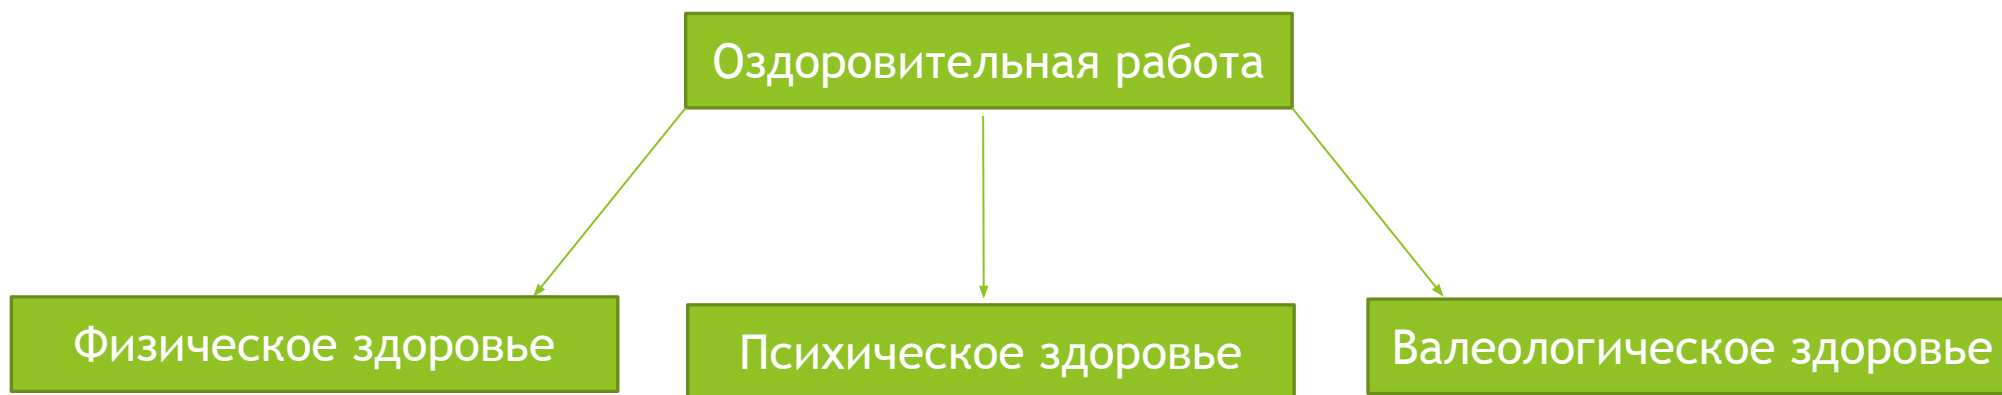 Оздоровительная работа
Физическое здоровье
Психическое здоровье
Валеологическое здоровье